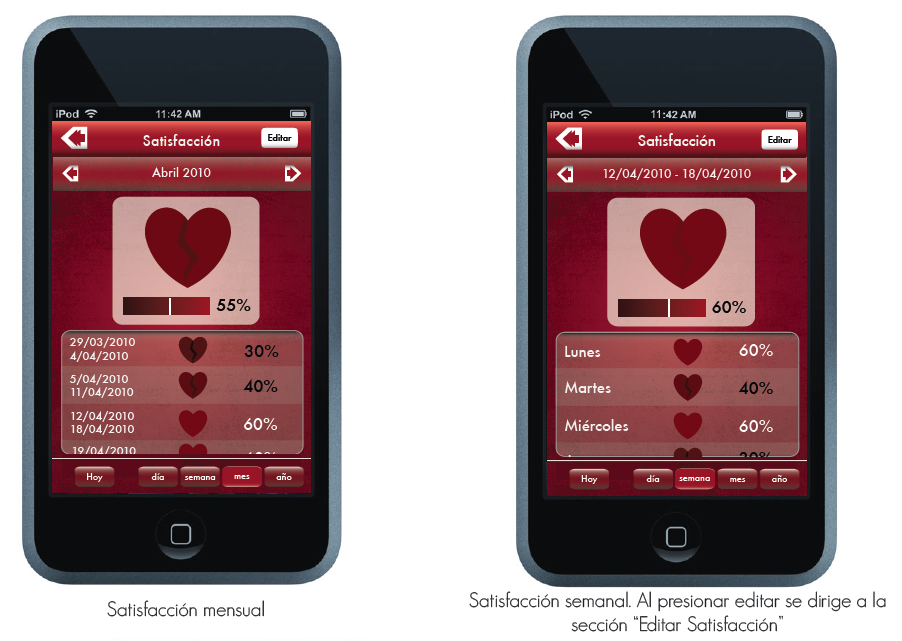 iPod 11:42 AM
Satisfacción Editar
Abril 2010
55%
29/03/2010
4/04/2010 30%
5/04/2010
11/04/2010 40%
12/04/2010
18/04/2010 60%
19/04/2010
Hoy día semana mes año
Satisfacción mensual
iPod 11:42 AM
Satisfacción Editar
12/04/2010 - 18/04/2010
60%
Lunes 60%
Martes 40%
Miércoles 60%
Hoy día semana mes año
Satisfacción semanal. Al presionar editar se dirige a la
sección “Editar Satisfacción”